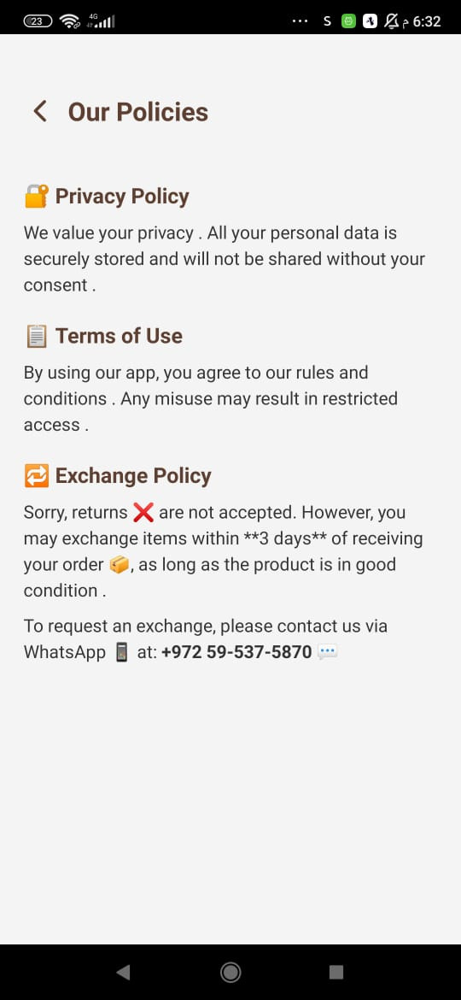 23 4G S م 6:32
Our Policies
🔐 Privacy Policy
We value your privacy . All your personal data is
securely stored and will not be shared without your
consent .
📋 Terms of Use
By using our app, you agree to our rules and
conditions . Any misuse may result in restricted
access .
🔁 Exchange Policy
Sorry, returns ❌ are not accepted. However, you
may exchange items within **3 days** of receiving
your order 📦, as long as the product is in good
condition .
To request an exchange, please contact us via
WhatsApp 📱 at: +972 59-537-5870 💬